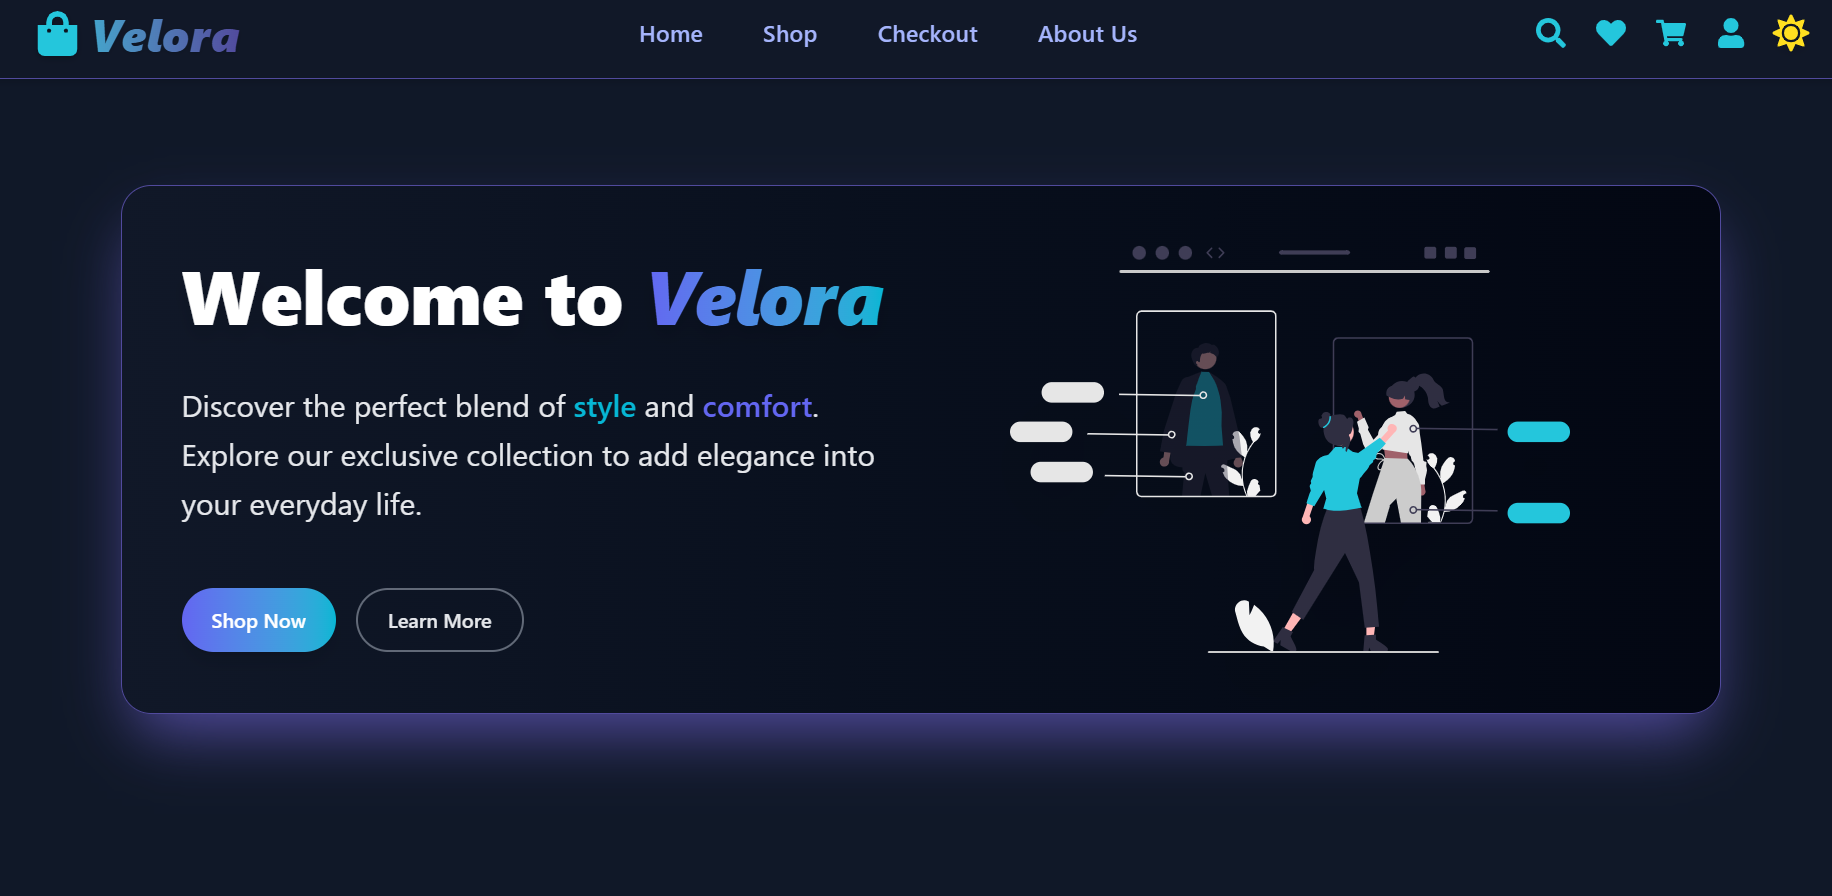 Velora
Home
Shop
Checkout
About Us
Welcome to Velora
Discover the perfect blend of style and comfort.
Explore our exclusive collection to add elegance into
your everyday life.
Shop Now
Learn More